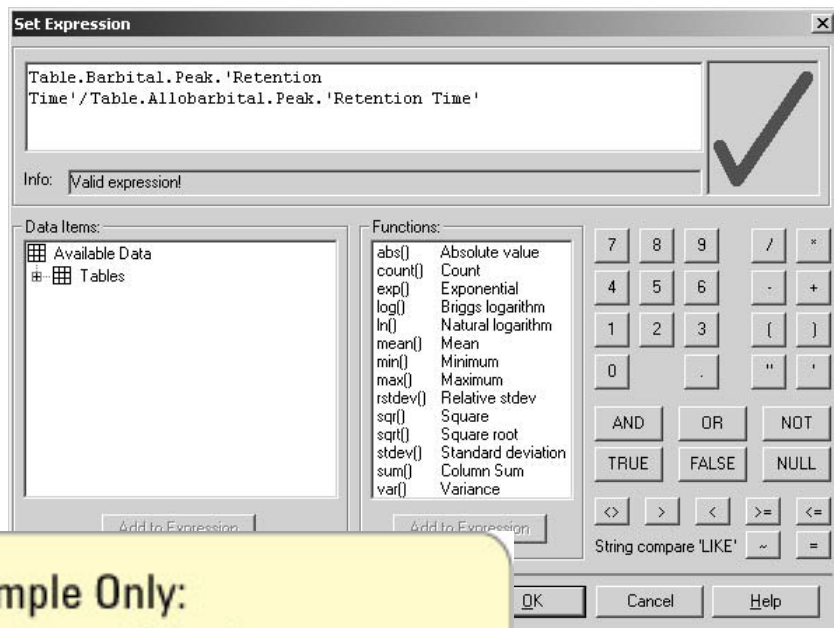 Set Expression
Table.Barbital.Peak.'Retention
Time'/Table.Allobarbital.Peak.'Retention Time'
Info: Valid expression!
Data Items:
Available Data
Tables
Add to Expression
Functions:
abs() Absolute value
count() Count
exp() Exponential
log() Briggs logarithm
ln() Natural logarithm
mean() Mean
min() Minimum
max() Maximum
rstdev() Relative stdev
sqr() Square
sqrt() Square root
stdev() Standard deviation
sum() Column Sum
var() Variance
Add to Expression
7 8 9 / *
4 5 6 - +
1 2 3 ( )
0 . " '
AND OR NOT
TRUE FALSE NULL
<> > < >= <=
String compare 'LIKE' ~ =
OK Cancel Help
mple Only: